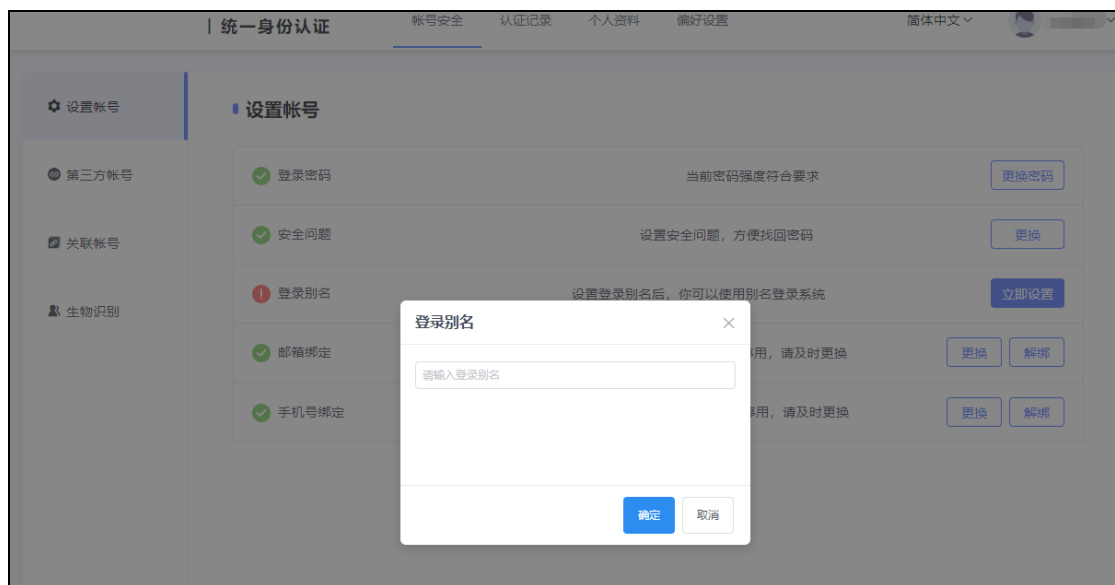 | 统一身份认证
帐号安全 认证记录 个人资料 偏好设置
简体中文
设置帐号
第三方帐号
关联帐号
生物识别
设置帐号
登录密码 当前密码强度符合要求 更换密码
安全问题 设置安全问题，方便找回密码 更换
登录别名 设置登录别名后，你可以使用别名登录系统 立即设置
邮箱绑定 用，请及时更换 更换 解绑
手机号绑定 用，请及时更换 更换 解绑
登录别名
请输入登录别名
确定 取消